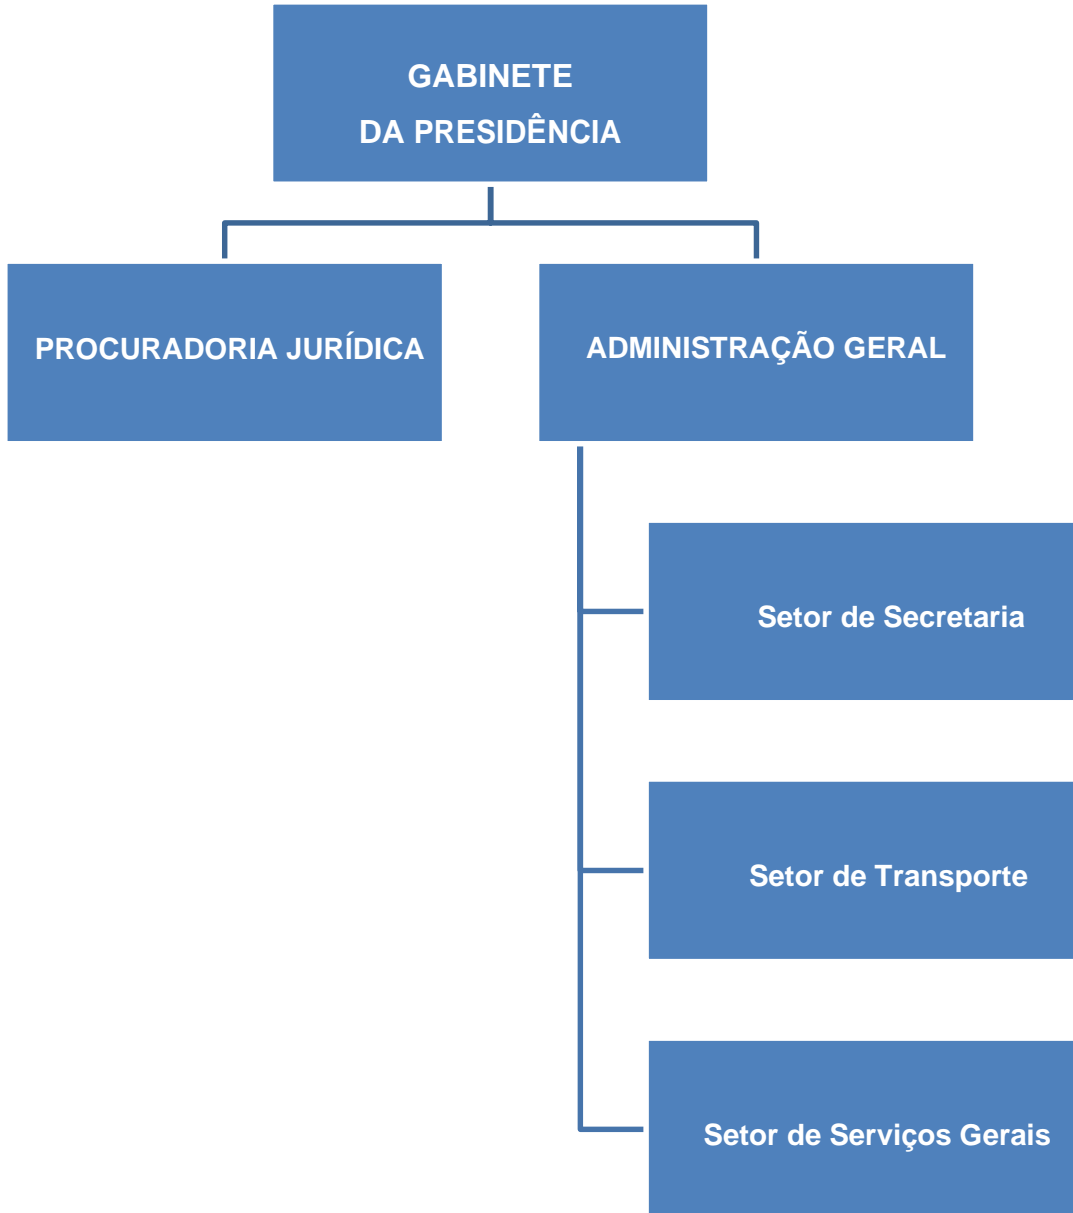 GABINETE
DA PRESIDÊNCIA
PROCURADORIA JURÍDICA
ADMINISTRAÇÃO GERAL
Setor de Secretaria
Setor de Transporte
Setor de Serviços Gerais